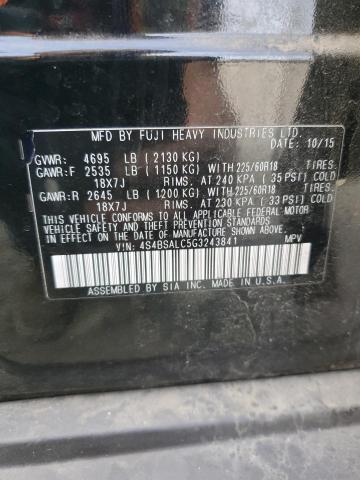 MFD BY FUJI HEAVY INDUSTRIES LTD.
DATE: 10/15
GVWR: 4695 LB ( 2130 KG)
GAWR:F 2535 LB ( 1150 KG) WITH 225/60R18 TIRES.
18X7J RIMS. AT 240 KPA ( 35 PSI) COLD
GAWR:R 2645 LB ( 1200 KG) WITH 225/60R18 TIRES.
18X7J RIMS. AT 230 KPA ( 33 PSI) COLD
THIS VEHICLE CONFORMS TO ALL APPLICABLE FEDERAL MOTOR
VEHICLE SAFETY STANDARDS IN EFFECT ON THE DATE OF
MANUFACTURE SHOWN ABOVE.
V.I.N: 4S4BSALC5G3243841 MPV
ASSEMBLED BY SIA INC. MADE IN U.S.A.